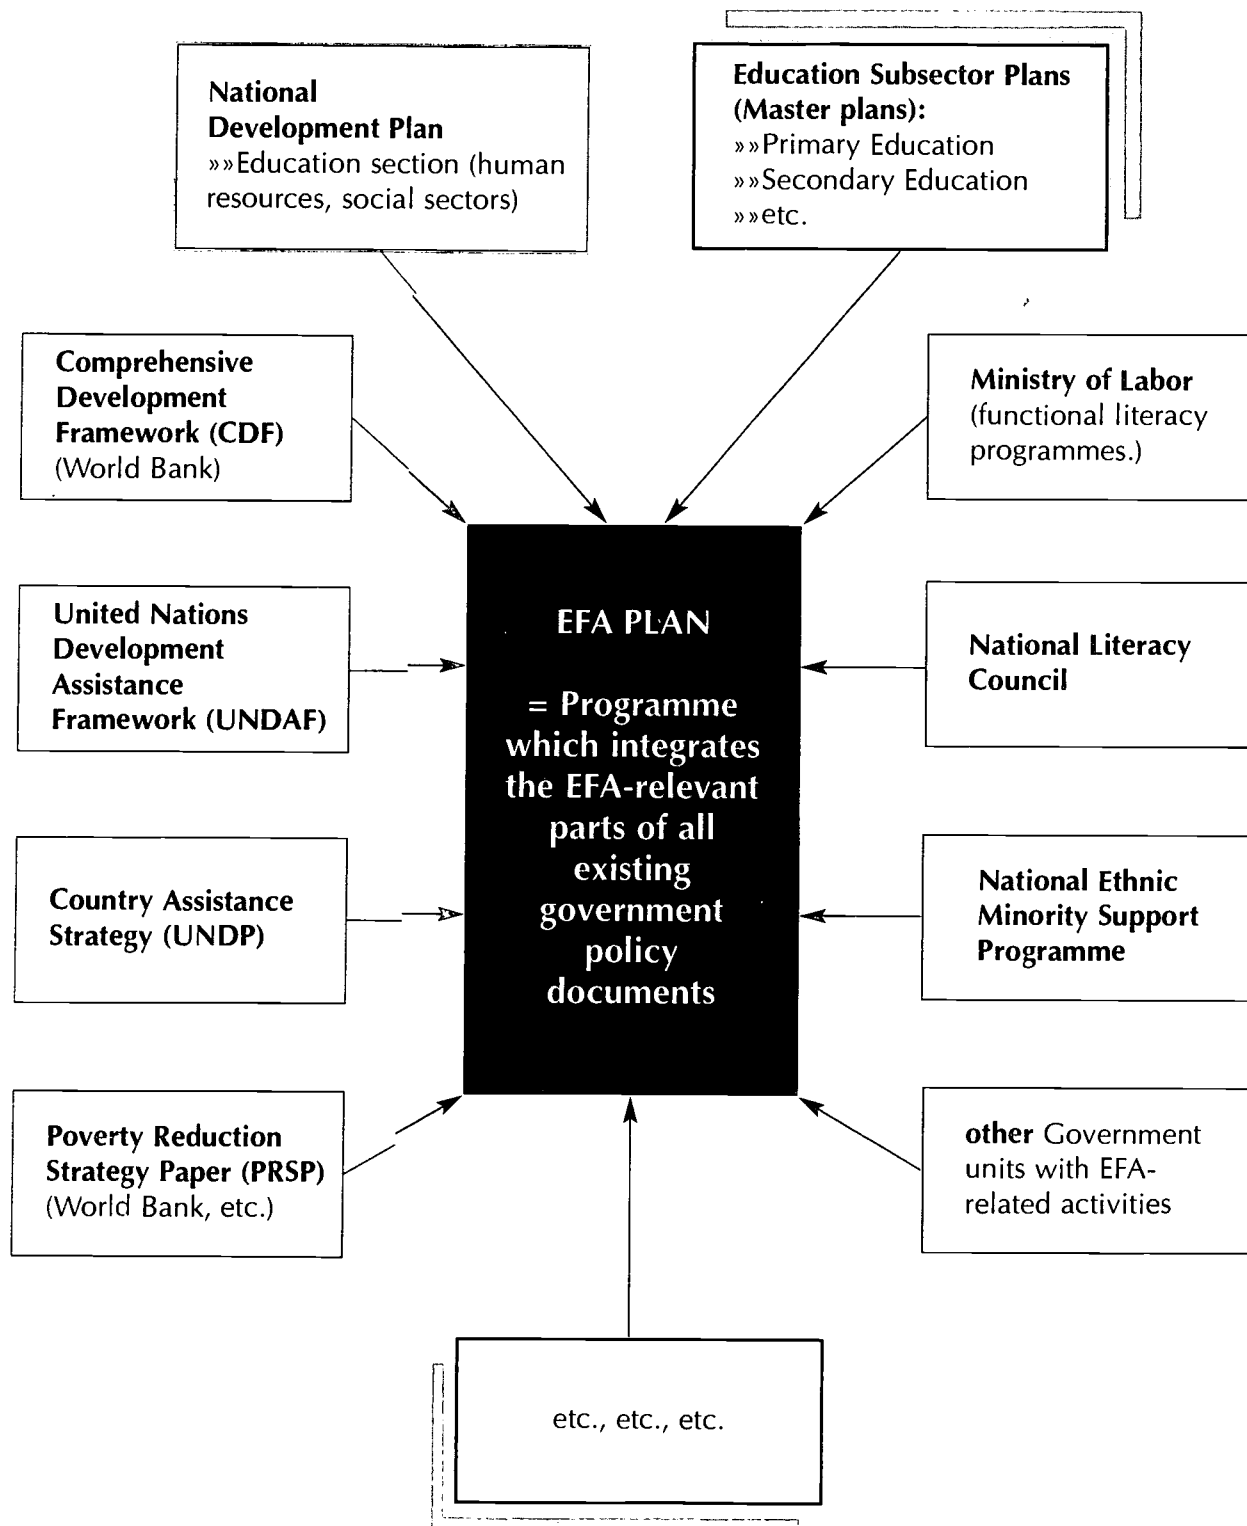 National
Development Plan
»»Education section (human
resources, social sectors)
Education Subsector Plans
(Master plans):
»»Primary Education
»»Secondary Education
»»etc.
Comprehensive
Development
Framework (CDF)
(World Bank)
Ministry of Labor
(functional literacy
programmes.)
United Nations
Development
Assistance
Framework (UNDAF)
EFA PLAN
= Programme
which integrates
the EFA-relevant
parts of all
existing
government
policy
documents
National Literacy
Council
Country Assistance
Strategy (UNDP)
National Ethnic
Minority Support
Programme
Poverty Reduction
Strategy Paper (PRSP)
(World Bank, etc.)
other Government
units with EFA-
related activities
etc., etc., etc.